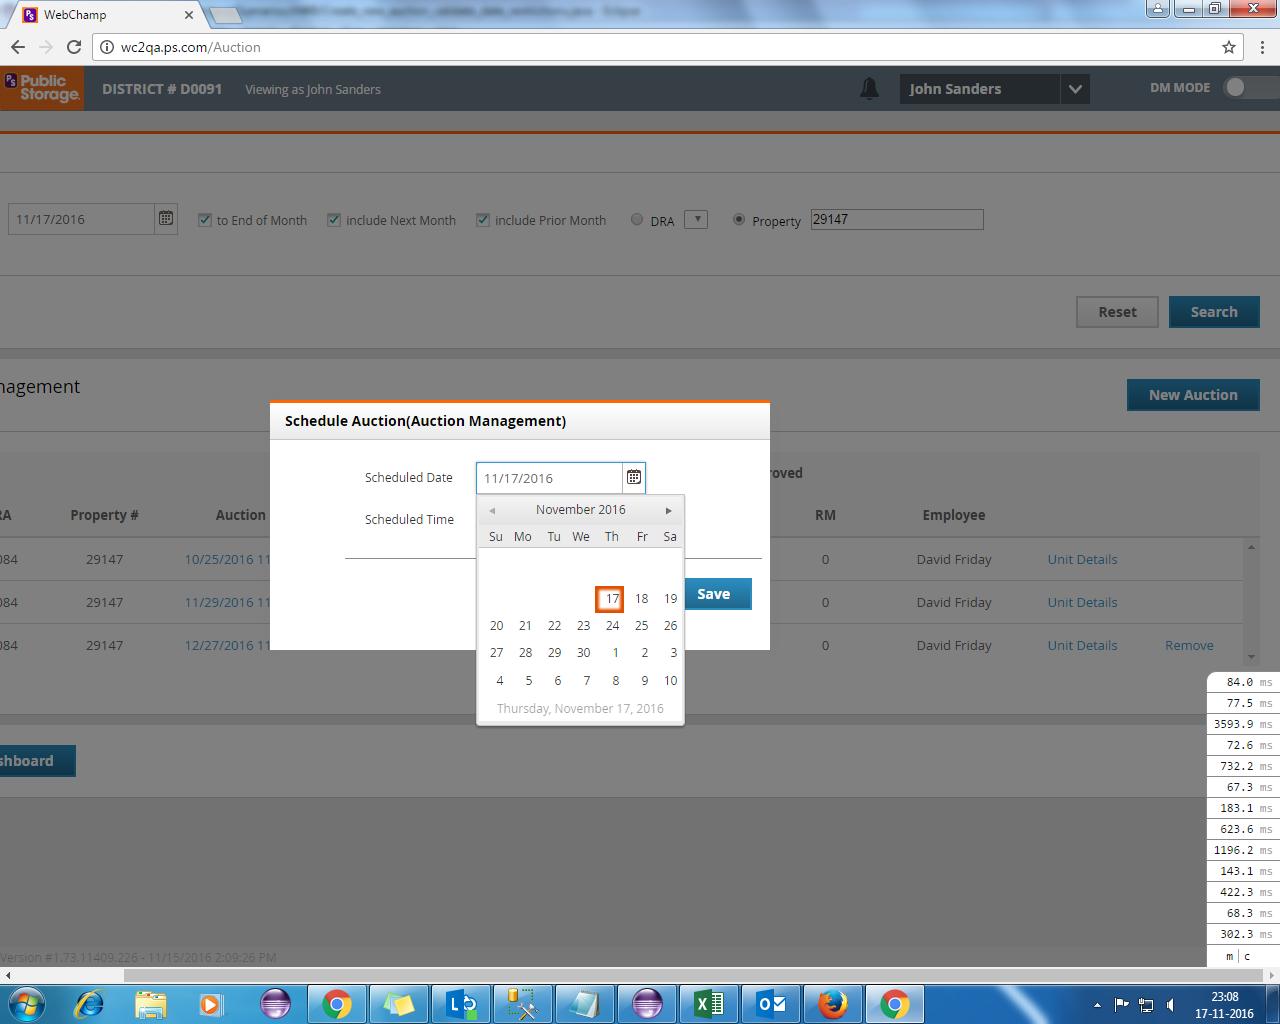 WebChamp
wc2qa.ps.com/Auction
PS Public Storage.
DISTRICT # D0091
Viewing as John Sanders
John Sanders
DM MODE
11/17/2016
to End of Month
include Next Month
include Prior Month
DRA
Property
29147
Reset
Search
nagement
New Auction
Schedule Auction(Auction Management)
Scheduled Date
11/17/2016
Scheduled Time
Save
November 2016
Su Mo Tu We Th Fr Sa
17 18 19
20 21 22 23 24 25 26
27 28 29 30 1 2 3
4 5 6 7 8 9 10
Thursday, November 17, 2016
oved
RA Property # Auction RM Employee
084 29147 10/25/2016 11 0 David Friday Unit Details
084 29147 11/29/2016 11 0 David Friday Unit Details
084 29147 12/27/2016 11 0 David Friday Unit Details Remove
shboard
84.0 ms
77.5 ms
3593.9 ms
72.6 ms
732.2 ms
67.3 ms
183.1 ms
623.6 ms
1196.2 ms
143.1 ms
422.3 ms
68.3 ms
302.3 ms
m c
Version #1.73.11409.226 - 11/15/2016 2:09:26 PM
23:08
17-11-2016